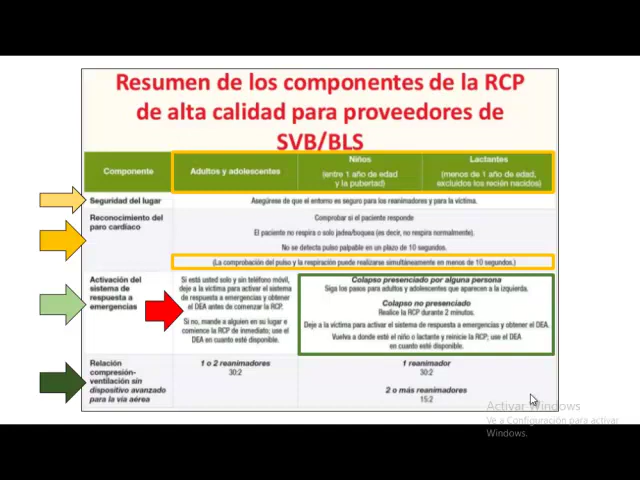 Resumen de los componentes de la RCP
de alta calidad para proveedores de
SVB/BLS
Componente
Adultos y adolescentes
Niños
(entre 1 año de edad
y la pubertad)
Lactantes
(menos de 1 año de edad,
excluidos los recién nacidos)
Seguridad del lugar
Asegúrese de que el entorno es seguro para los reanimadores y para la víctima.
Reconocimiento del
paro cardíaco
Comprobar si el paciente responde
El paciente no respira o solo jadea/boquea (es decir, no respira normalmente).
No se detecta pulso palpable en un plazo de 10 segundos.
(La comprobación del pulso y la respiración puede realizarse simultáneamente en menos de 10 segundos.)
Activación del
sistema de
respuesta a
emergencias
Si está usted solo y sin teléfono móvil,
deje a la víctima para activar el sistema
de respuesta a emergencias y obtener
el DEA antes de comenzar la RCP.
Si no, mande a alguien en su lugar e
comience la RCP de inmediato; use el
DEA en cuanto esté disponible.
Colapso presenciado por alguna persona
Siga los pasos para adultos y adolescentes que aparecen a la izquierda.
Colapso no presenciado
Realice la RCP durante 2 minutos.
Deje a la víctima para activar el sistema de respuesta a emergencias y obtener el DEA.
Vuelva a donde esté el niño o lactante y reinicie la RCP; use el DEA
en cuanto esté disponible.
Relación
compresión-
ventilación sin
dispositivo avanzado
para la vía aérea
1 o 2 reanimadores
30:2
1 reanimador
30:2
2 o más reanimadores
15:2
Activar Windows
Ve a Configuración para activar
Windows.